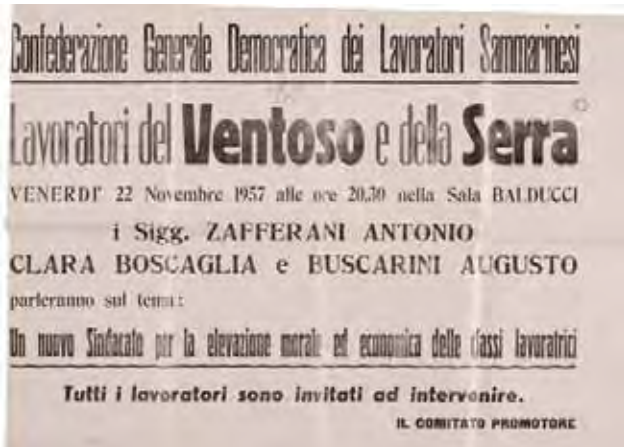 Confederazione Generale Democratica dei Lavoratori Sammarinesi
Lavoratori del Ventoso e della Serra
VENERDI' 22 Novembre 1957 alle ore 20,30 nella Sala BALDUCCI
i Sigg. ZAFFERANI ANTONIO
CLARA BOSCAGLIA e BUSCARINI AUGUSTO
parleranno sul tema:
Un nuovo Sindacato per la elevazione morale ed economica delle classi lavoratrici
Tutti i lavoratori sono invitati ad intervenire.
IL COMITATO PROMOTORE